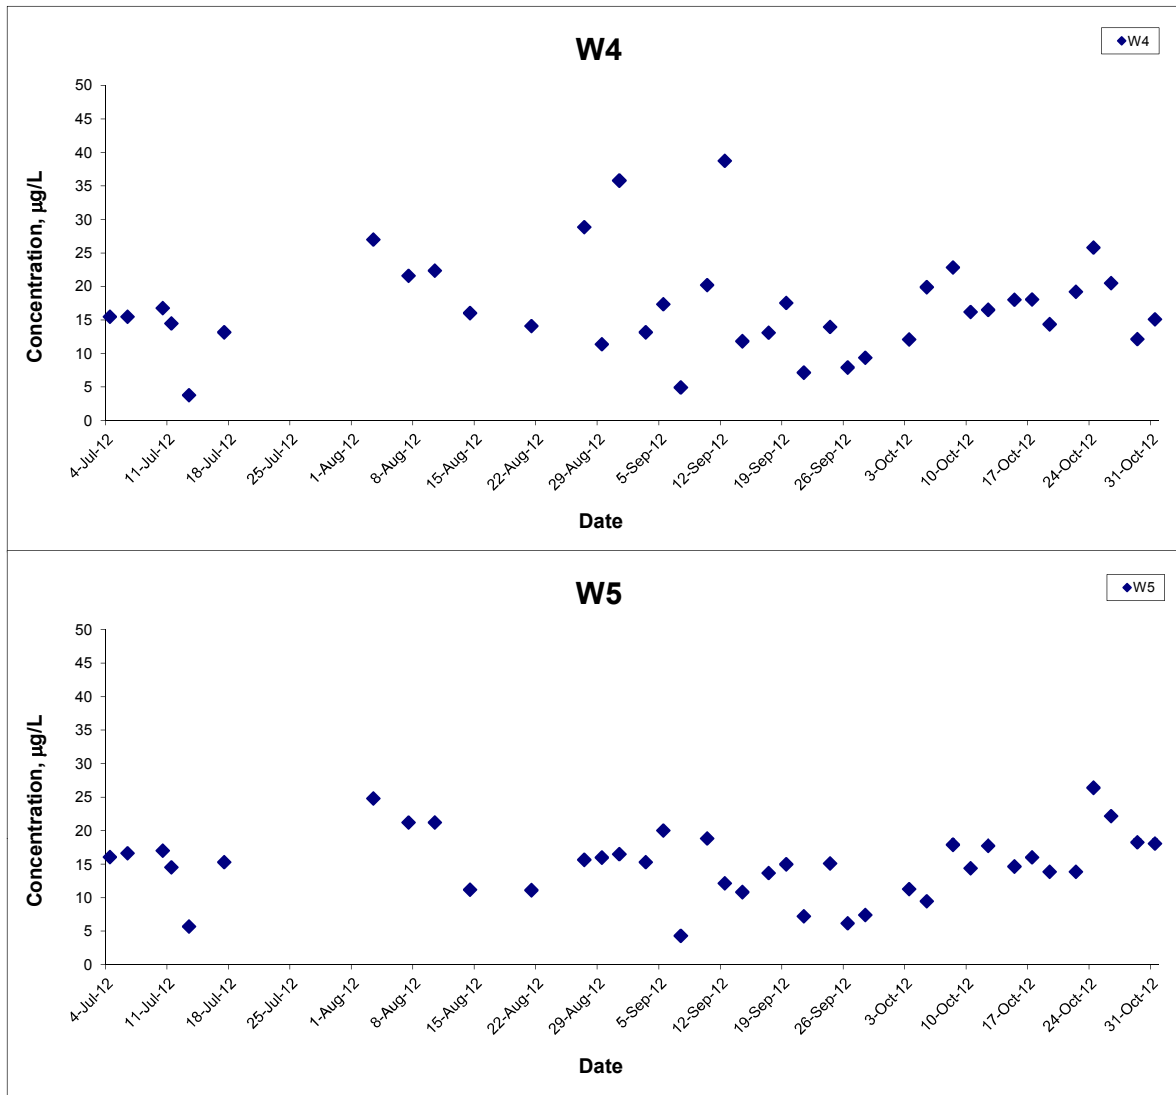 W4
W4
50
45
40
35
30
25
20
15
10
5
0
Concentration, µg/L
4-Jul-12
11-Jul-12
18-Jul-12
25-Jul-12
1-Aug-12
8-Aug-12
15-Aug-12
22-Aug-12
29-Aug-12
5-Sep-12
12-Sep-12
19-Sep-12
26-Sep-12
3-Oct-12
10-Oct-12
17-Oct-12
24-Oct-12
31-Oct-12
Date
W5
W5
50
45
40
35
30
25
20
15
10
5
0
Concentration, µg/L
4-Jul-12
11-Jul-12
18-Jul-12
25-Jul-12
1-Aug-12
8-Aug-12
15-Aug-12
22-Aug-12
29-Aug-12
5-Sep-12
12-Sep-12
19-Sep-12
26-Sep-12
3-Oct-12
10-Oct-12
17-Oct-12
24-Oct-12
31-Oct-12
Date